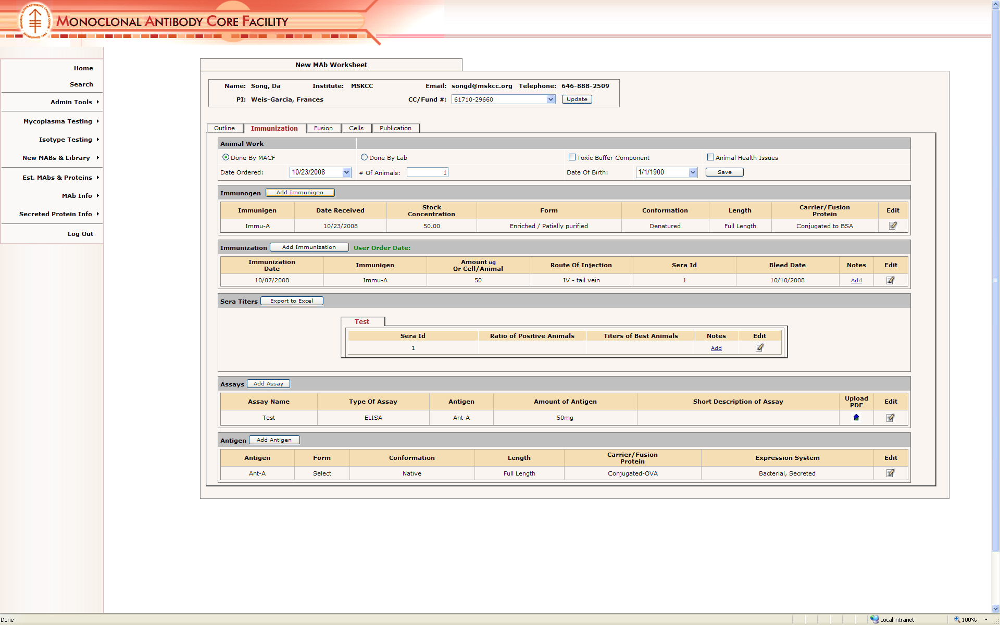 MONOCLONAL ANTIBODY CORE FACILITY
Home
Search
Admin Tools
Mycoplasma Testing
Isotype Testing
New MABs & Library
Est. MAbs & Proteins
MAb Info
Secreted Protein Info
Log Out
New MAb Worksheet
Name: Song, Da Institute: MSKCC Email: songd@mskcc.org Telephone: 646-888-2509
PI: Weis-Garcia, Frances CC/Fund #: 61710-29660 Update
Outline Immunization Fusion Cells Publication
Animal Work
Done By MACF Done By Lab Toxic Buffer Component Animal Health Issues
Date Ordered: 10/23/2008 # Of Animals: 1 Date Of Birth: 1/1/1900 Save
Immunogen Add Immunigen
Immunigen Date Received Stock Concentration Form Conformation Length Carrier/Fusion Protein Edit
Immu-A 10/23/2008 50.00 Enriched / Patially purified Denatured Full Length Conjugated to BSA
Immunization Add Immunization User Order Date:
Immunization Date Immunigen Amount ug Or Cell/Animal Route Of Injection Sera Id Bleed Date Notes Edit
10/07/2008 Immu-A 50 IV - tail vein 1 10/10/2008 Add
Sera Titers Export to Excel
Test
Sera Id Ratio of Positive Animals Titers of Best Animals Notes Edit
1 Add
Assays Add Assay
Assay Name Type Of Assay Antigen Amount of Antigen Short Description of Assay Upload PDF Edit
Test ELISA Ant-A 50mg
Antigen Add Antigen
Antigen Form Conformation Length Carrier/Fusion Protein Expression System Edit
Ant-A Select Native Full Length Conjugated-OVA Bacterial, Secreted
Done Local intranet 100%